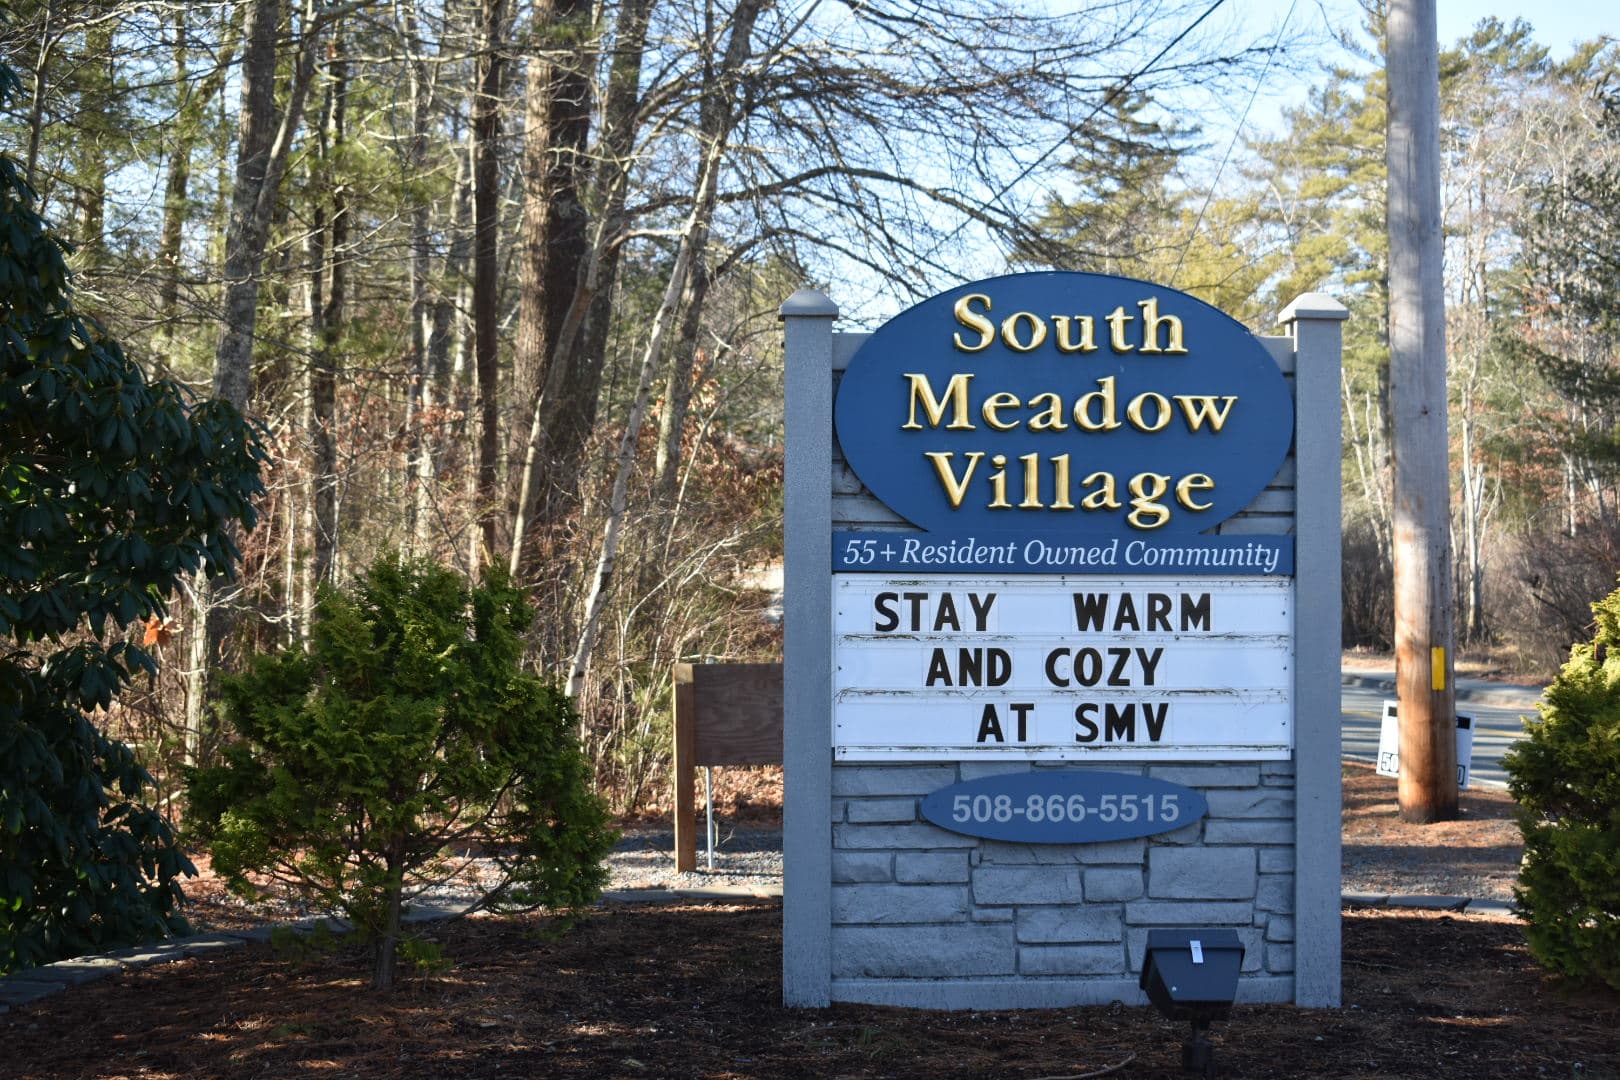 South
Meadow
Village
55+ Resident Owned Community
STAY WARM
AND COZY
AT SMV
508-866-5515